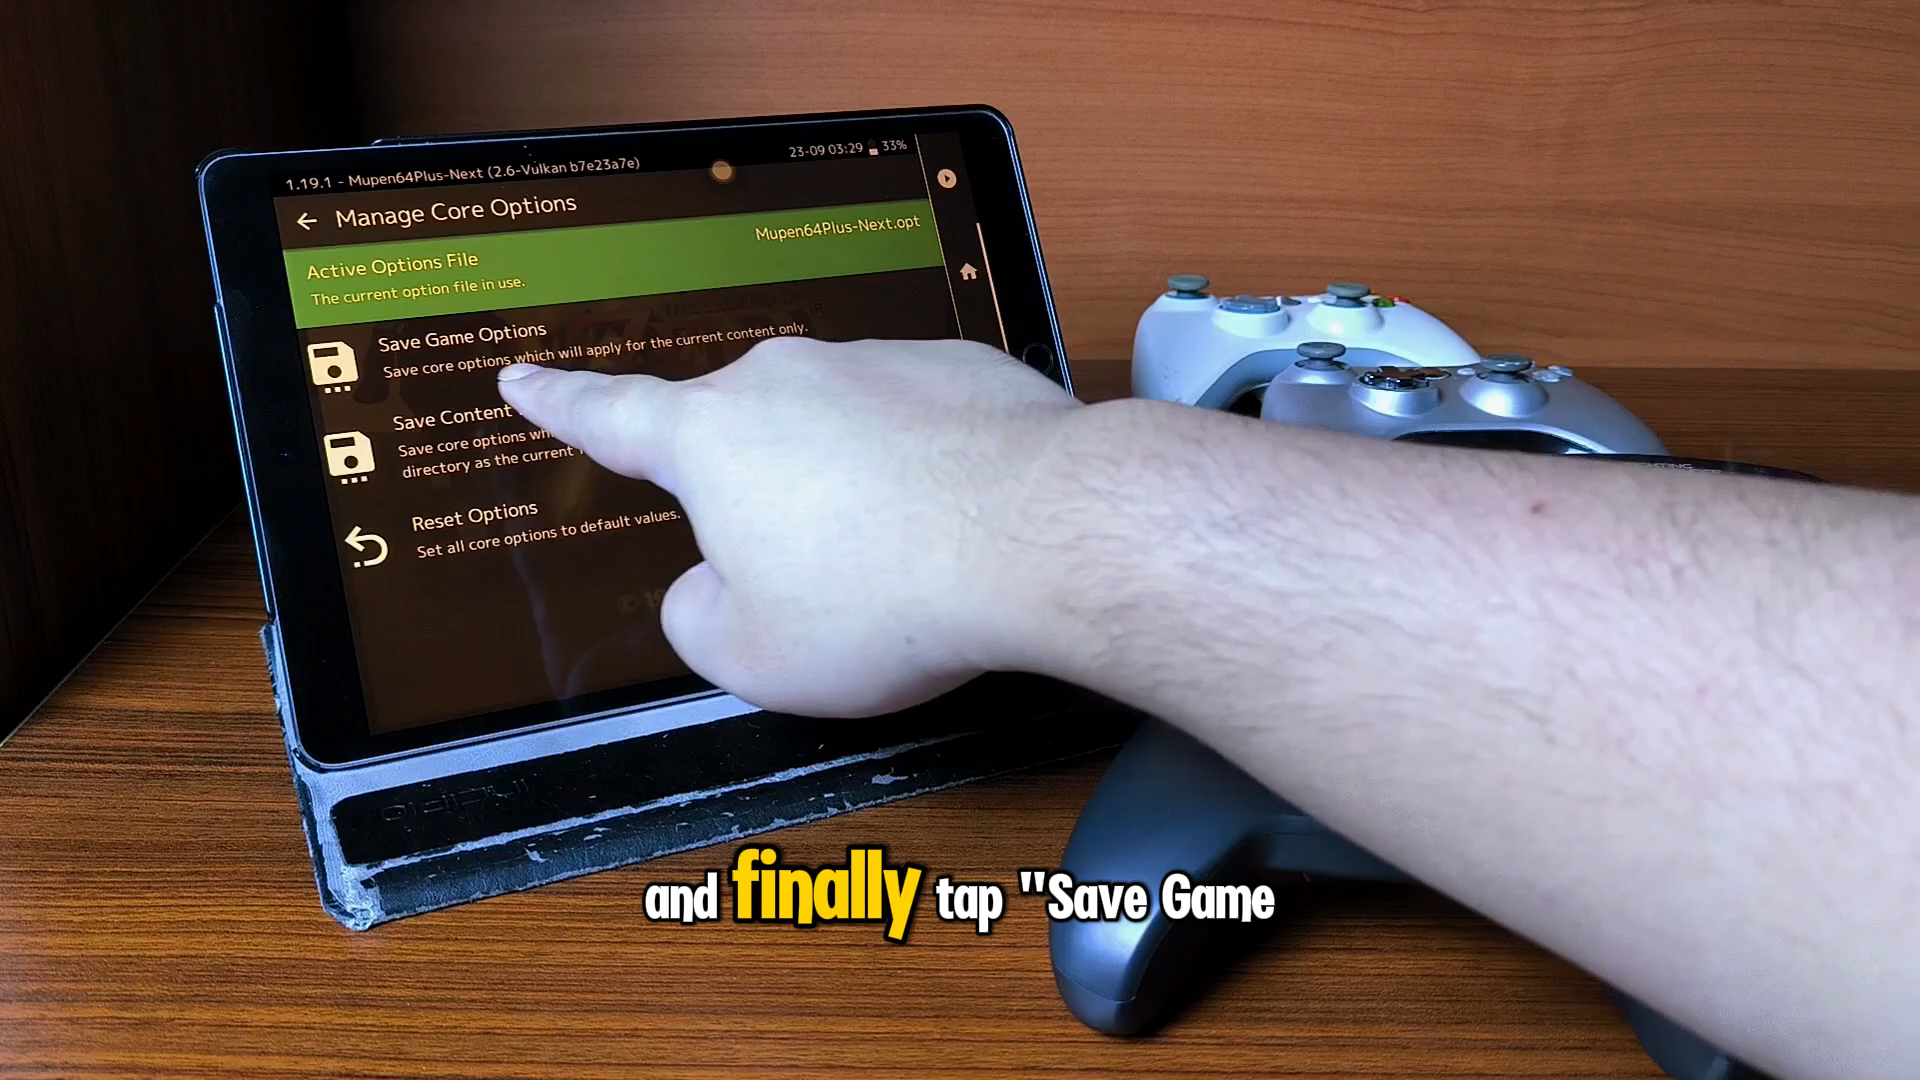 1.19.1 - Mupen64Plus-Next (2.6-Vulkan b7e23a7e)
23-09 03:29 33%
Manage Core Options
Active Options File
Mupen64Plus-Next.opt
The current option file in use.
Save Game Options
Save core options which will apply for the current content only.
Save Content
Save core options
directory as the current
Reset Options
Set all core options to default values.
and finally tap "Save Game